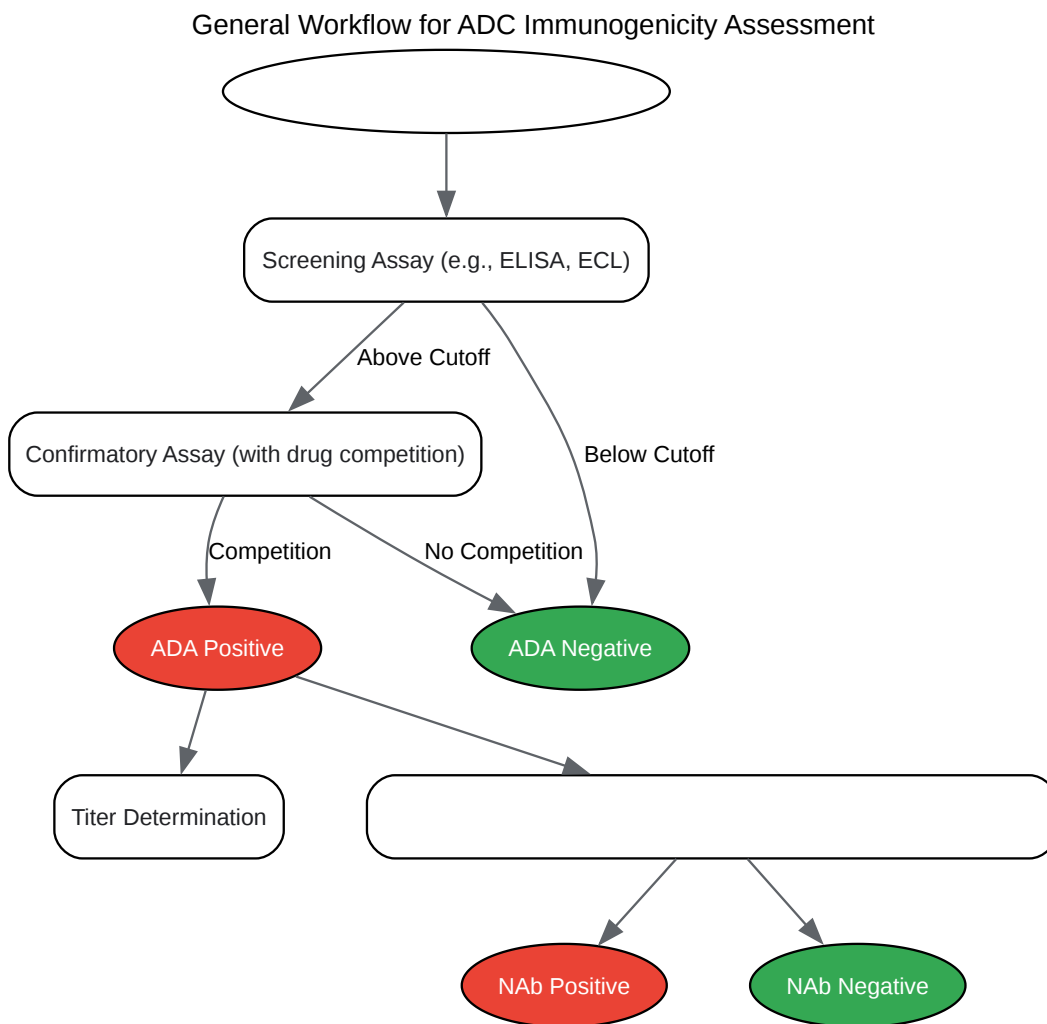 General Workflow for ADC Immunogenicity Assessment
Screening Assay (e.g., ELISA, ECL)
Above Cutoff
Confirmatory Assay (with drug competition)
Below Cutoff
Competition
No Competition
ADA Positive
ADA Negative
Titer Determination
NAb Positive
NAb Negative